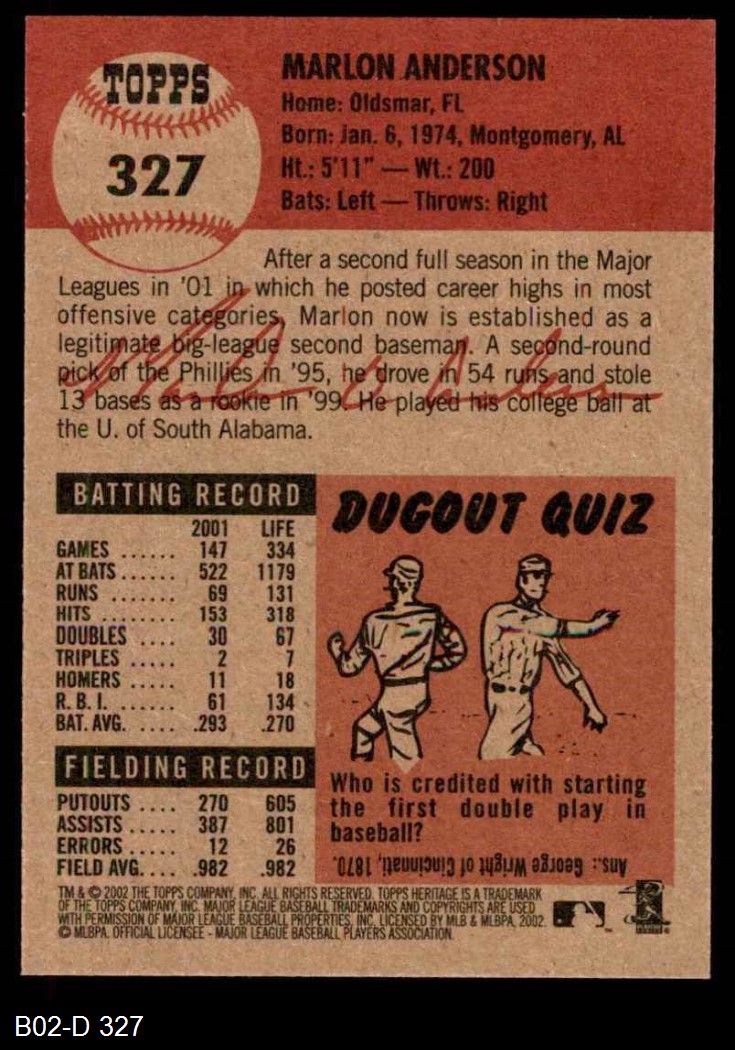 TOPPS
327
MARLON ANDERSON
Home: Oldsmar, FL
Born: Jan. 6, 1974, Montgomery, AL
Ht.: 5'11" — Wt.: 200
Bats: Left — Throws: Right
After a second full season in the Major
Leagues in '01 in which he posted career highs in most
offensive categories, Marlon now is established as a
legitimate big-league second baseman. A second-round
pick of the Phillies in '95, he drove in 54 runs and stole
13 bases as a rookie in '99. He played his college ball at
the U. of South Alabama.
BATTING RECORD
2001 LIFE
GAMES ...... 147 334
AT BATS ...... 522 1179
RUNS ....... 69 131
HITS ........ 153 318
DOUBLES .... 30 67
TRIPLES ..... 2 7
HOMERS ..... 11 18
R. B. I. ...... 61 134
BAT. AVG. .... .293 .270
FIELDING RECORD
PUTOUTS .... 270 605
ASSISTS ..... 387 801
ERRORS ..... 12 26
FIELD AVG. ... .982 .982
DUGOUT QUIZ
Who is credited with starting
the first double play in
baseball?
Ans.: George Wright of Cincinnati, 1870.
TM & © 2002 THE TOPPS COMPANY, INC. ALL RIGHTS RESERVED. TOPPS HERITAGE IS A TRADEMARK
OF THE TOPPS COMPANY, INC. MAJOR LEAGUE BASEBALL TRADEMARKS AND COPYRIGHTS ARE USED
WITH PERMISSION OF MAJOR LEAGUE BASEBALL PROPERTIES, INC. LICENSED BY MLB & MLBPA, 2002.
© MLBPA. OFFICIAL LICENSEE - MAJOR LEAGUE BASEBALL PLAYERS ASSOCIATION.
B02-D 327